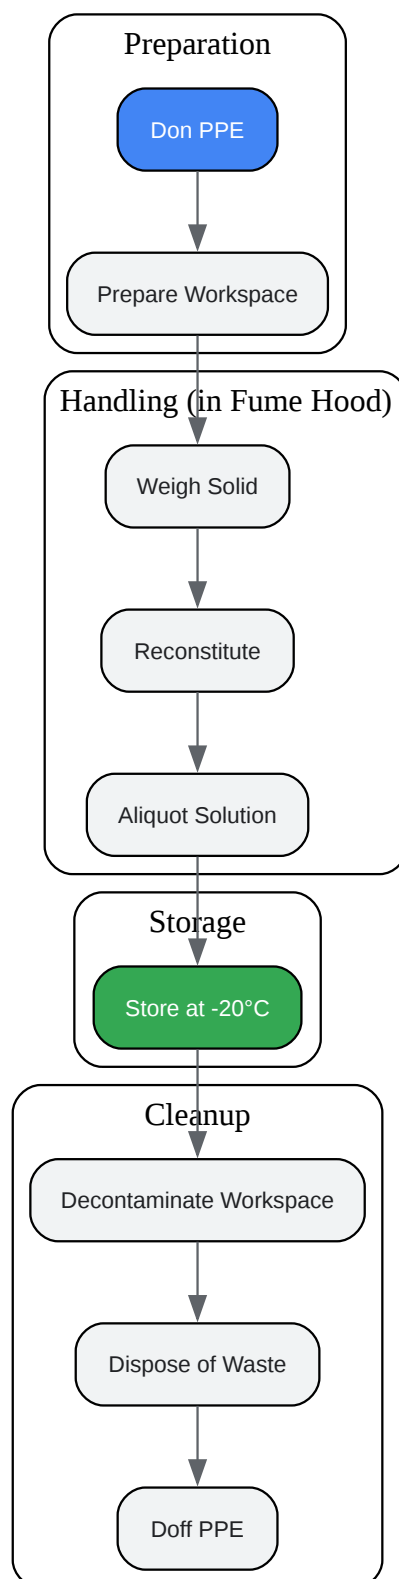 Preparation
Don PPE
Prepare Workspace
Handling (in Fume Hood)
Weigh Solid
Reconstitute
Aliquot Solution
Storage
Store at -20°C
Cleanup
Decontaminate Workspace
Dispose of Waste
Doff PPE